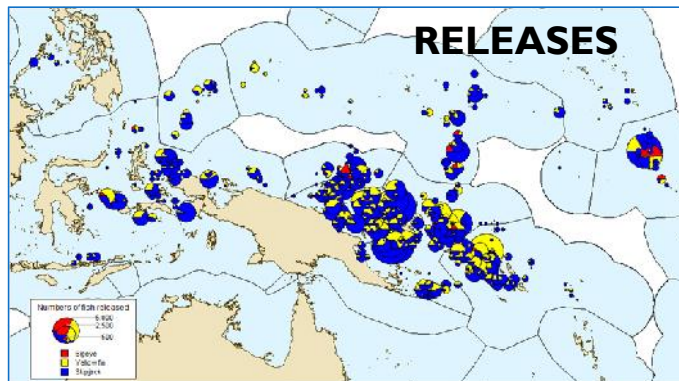 RELEASES
Numbers of fish released
5,000
2,500
500
Bigeye
Yellowfin
Skipjack